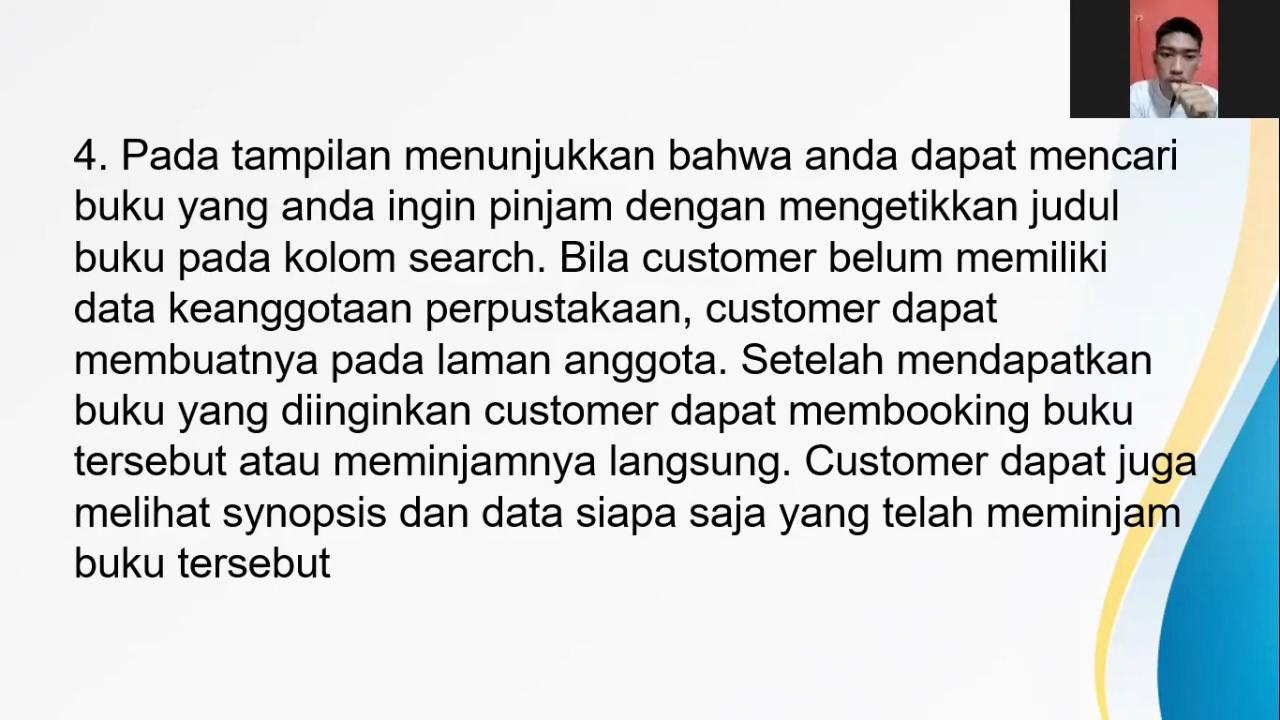 4. Pada tampilan menunjukkan bahwa anda dapat mencari
buku yang anda ingin pinjam dengan mengetikkan judul
buku pada kolom search. Bila customer belum memiliki
data keanggotaan perpustakaan, customer dapat
membuatnya pada laman anggota. Setelah mendapatkan
buku yang diinginkan customer dapat membooking buku
tersebut atau meminjamnya langsung. Customer dapat juga
melihat synopsis dan data siapa saja yang telah meminjam
buku tersebut